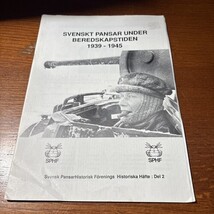 SVENSKT PANSAR UNDER
BEREDSKAPSTIDEN
1939 - 1945
SPHF
SPHF
Svensk Pansarhistorisk Förenings Historiska Häfte : Del 2